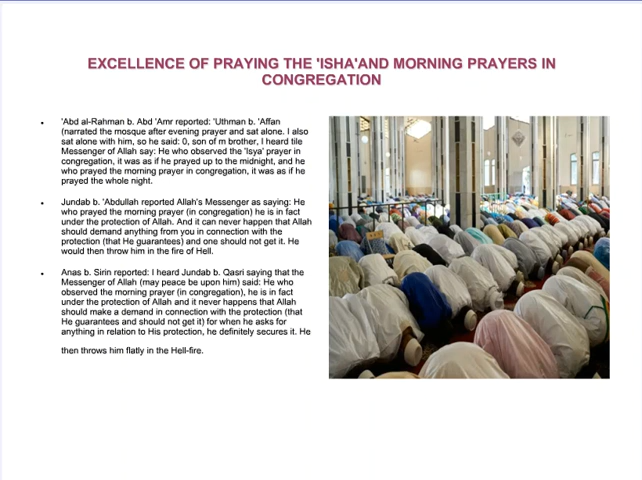 EXCELLENCE OF PRAYING THE 'ISHA'AND MORNING PRAYERS IN
CONGREGATION
• 'Abd al-Rahman b. Abd 'Amr reported: 'Uthman b. 'Affan
(narrated the mosque after evening prayer and sat alone. I also
sat alone with him, so he said: 0, son of m brother, I heard tile
Messenger of Allah say: He who observed the 'Isya' prayer in
congregation, it was as if he prayed up to the midnight, and he
who prayed the morning prayer in congregation, it was as if he
prayed the whole night.
• Jundab b. 'Abdullah reported Allah's Messenger as saying: He
who prayed the morning prayer (in congregation) he is in fact
under the protection of Allah. And it can never happen that Allah
should demand anything from you in connection with the
protection (that He guarantees) and one should not get it. He
would then throw him in the fire of Hell.
• Anas b. Sirin reported: I heard Jundab b. Qasri saying that the
Messenger of Allah (may peace be upon him) said: He who
observed the morning prayer (in congregation), he is in fact
under the protection of Allah and it never happens that Allah
should make a demand in connection with the protection (that
He guarantees and should not get it) for when he asks for
anything in relation to His protection, he definitely secures it. He
then throws him flatly in the Hell-fire.